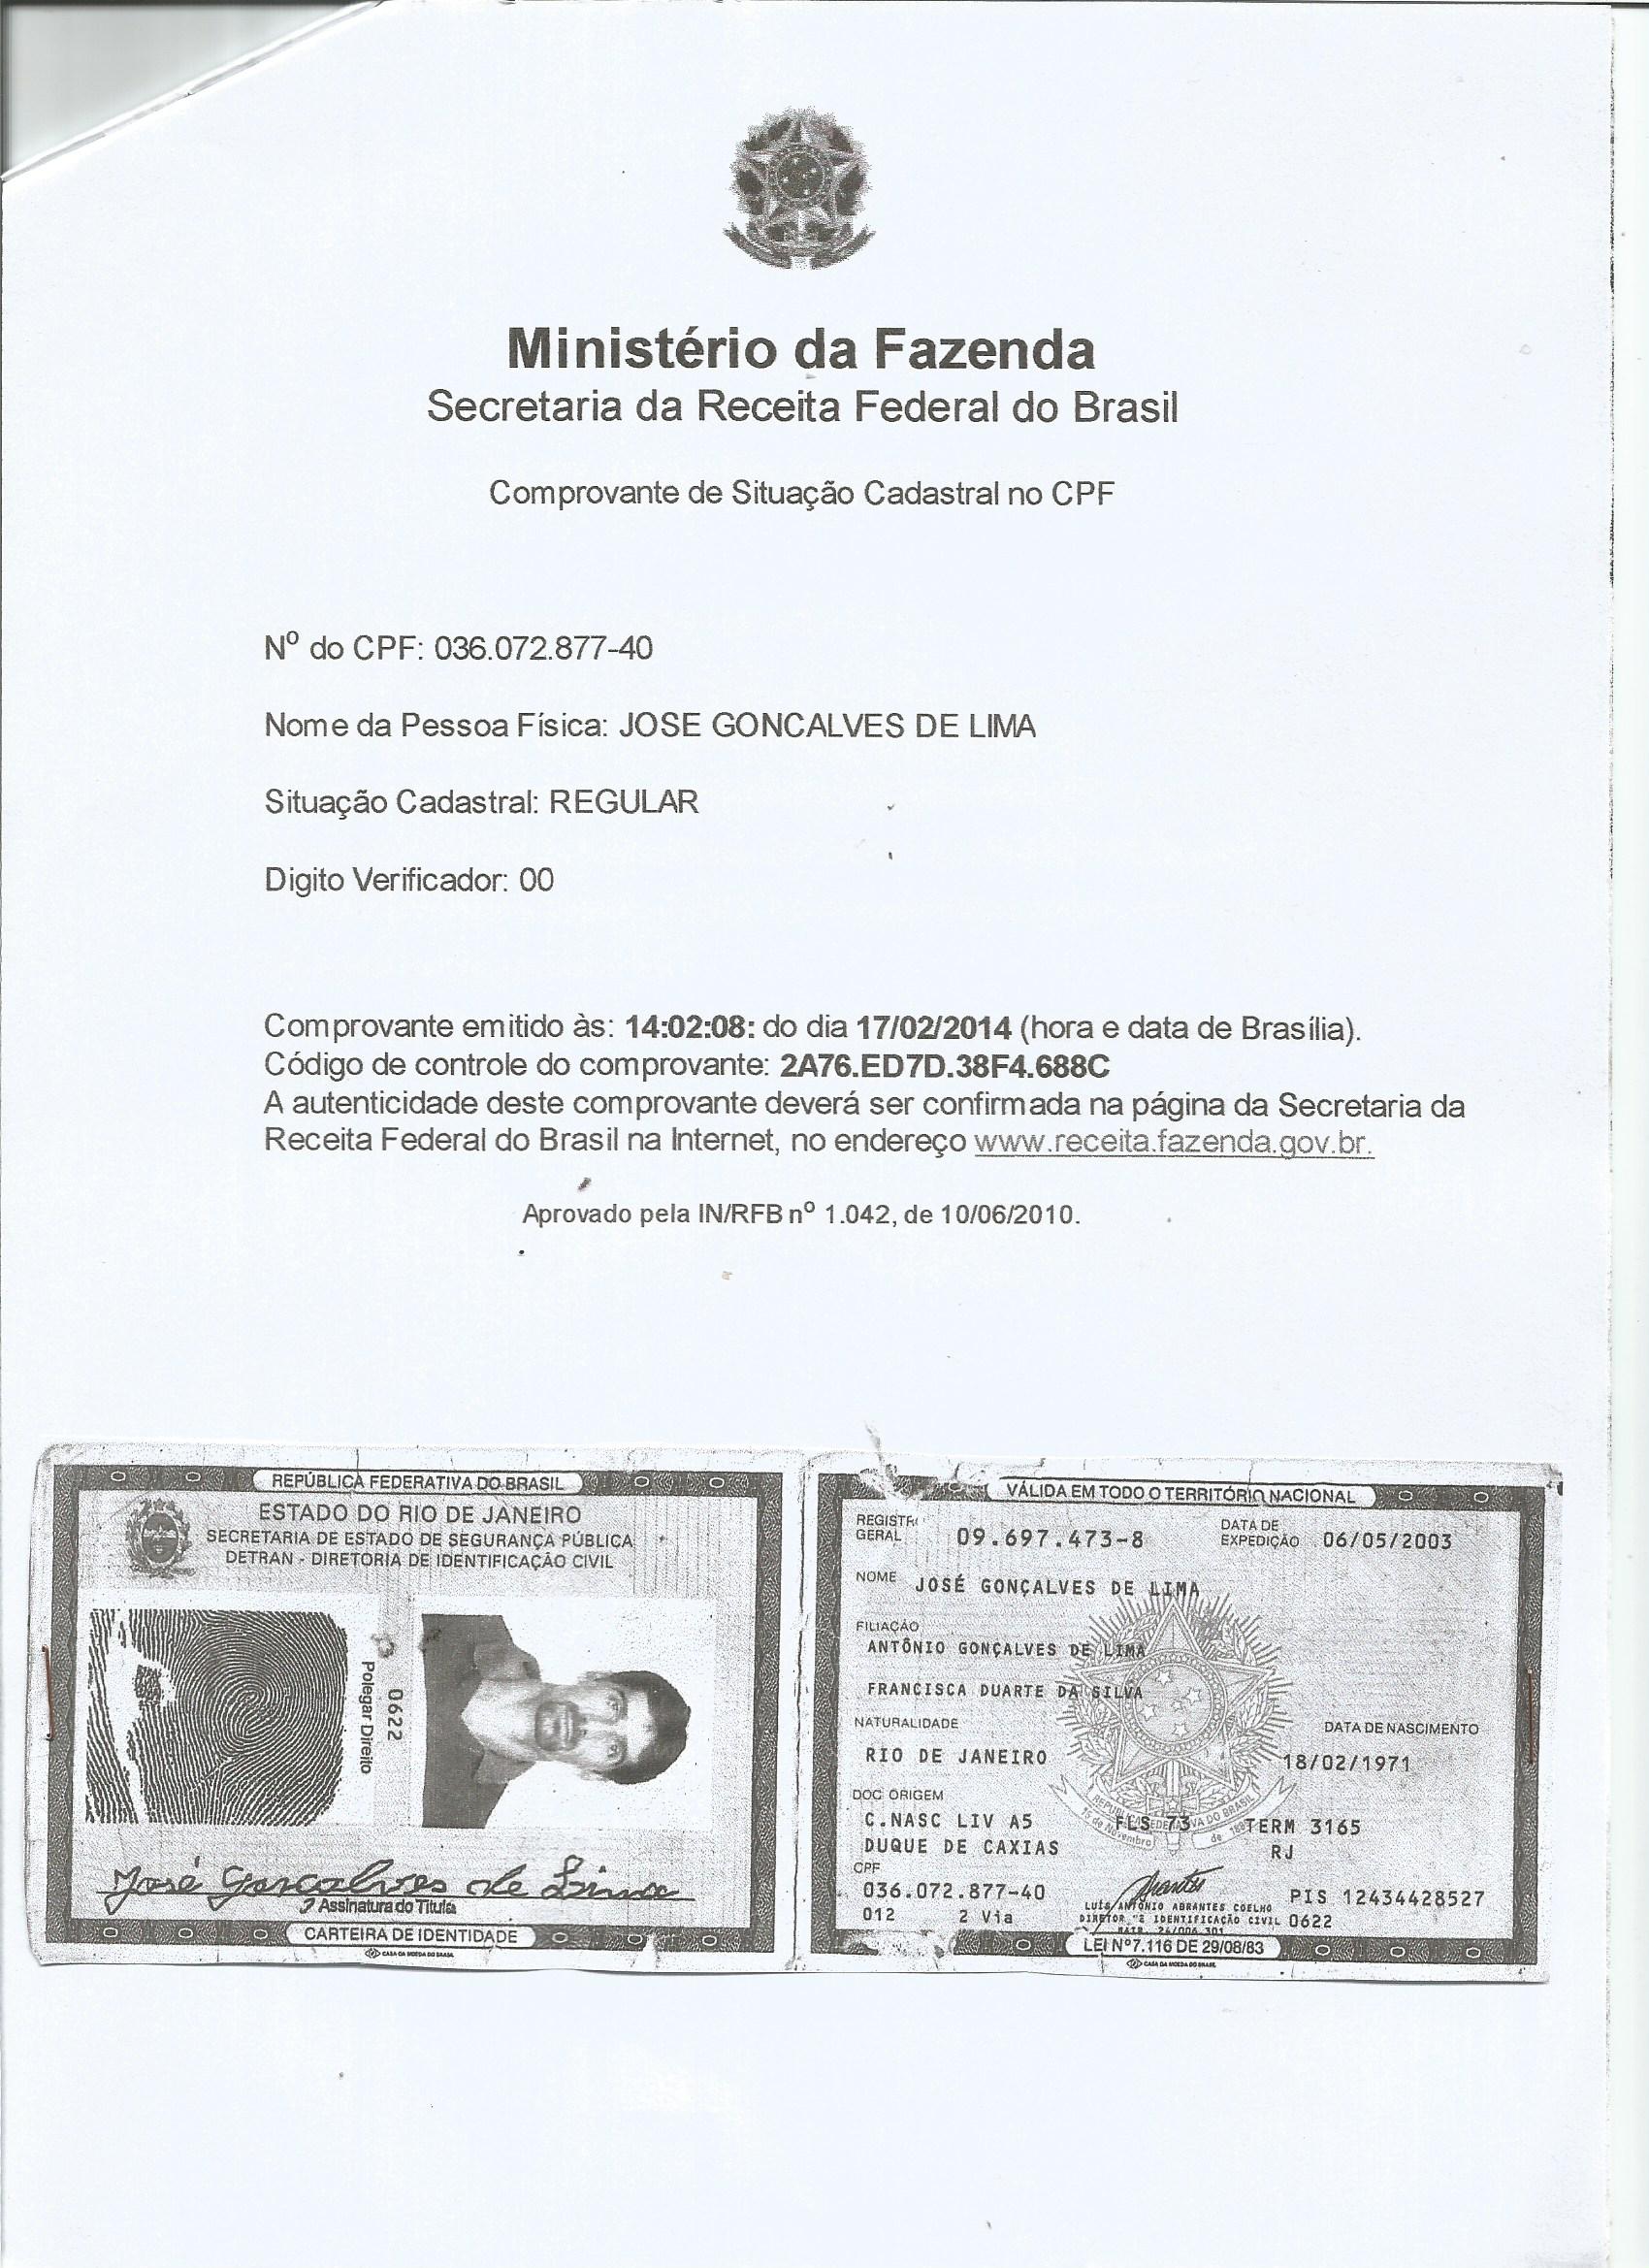 Ministério da Fazenda
Secretaria da Receita Federal do Brasil
Comprovante de Situação Cadastral no CPF
Nº do CPF: 036.072.877-40
Nome da Pessoa Física: JOSE GONCALVES DE LIMA
Situação Cadastral: REGULAR
Digito Verificador: 00
Comprovante emitido às: 14:02:08: do dia 17/02/2014 (hora e data de Brasília).
Código de controle do comprovante: 2A76.ED7D.38F4.688C
A autenticidade deste comprovante deverá ser confirmada na página da Secretaria da
Receita Federal do Brasil na Internet, no endereço www.receita.fazenda.gov.br.
Aprovado pela IN/RFB nº 1.042, de 10/06/2010.
REPÚBLICA FEDERATIVA DO BRASIL
ESTADO DO RIO DE JANEIRO
SECRETARIA DE ESTADO DE SEGURANÇA PÚBLICA
DETRAN - DIRETORIA DE IDENTIFICAÇÃO CIVIL
0622
Polegar Direito
José Gonçalves de Lima
Assinatura do Titula
CARTEIRA DE IDENTIDADE
CASA DA MOEDA DO BRASIL
VÁLIDA EM TODO O TERRITÓRIO NACIONAL
REGISTR
GERAL 09.697.473-8 DATA DE
EXPEDIÇÃO 06/05/2003
NOME JOSÉ GONÇALVES DE LIMA
FILIAÇÃO
ANTÔNIO GONÇALVES DE LIMA
FRANCISCA DUARTE DA SILVA
NATURALIDADE DATA DE NASCIMENTO
RIO DE JANEIRO 18/02/1971
DOC ORIGEM
C.NASC LIV A5 FLS 73 TERM 3165
DUQUE DE CAXIAS RJ
CPF
036.072.877-40 PIS 12434428527
LUÍS ANTÔNIO ABRANTES COELHO
012 2 Via DIRETOR IDENTIFICAÇÃO CIVIL 0622
LEI Nº7.116 DE 29/08/83
CASA DA MOEDA DO BRASIL